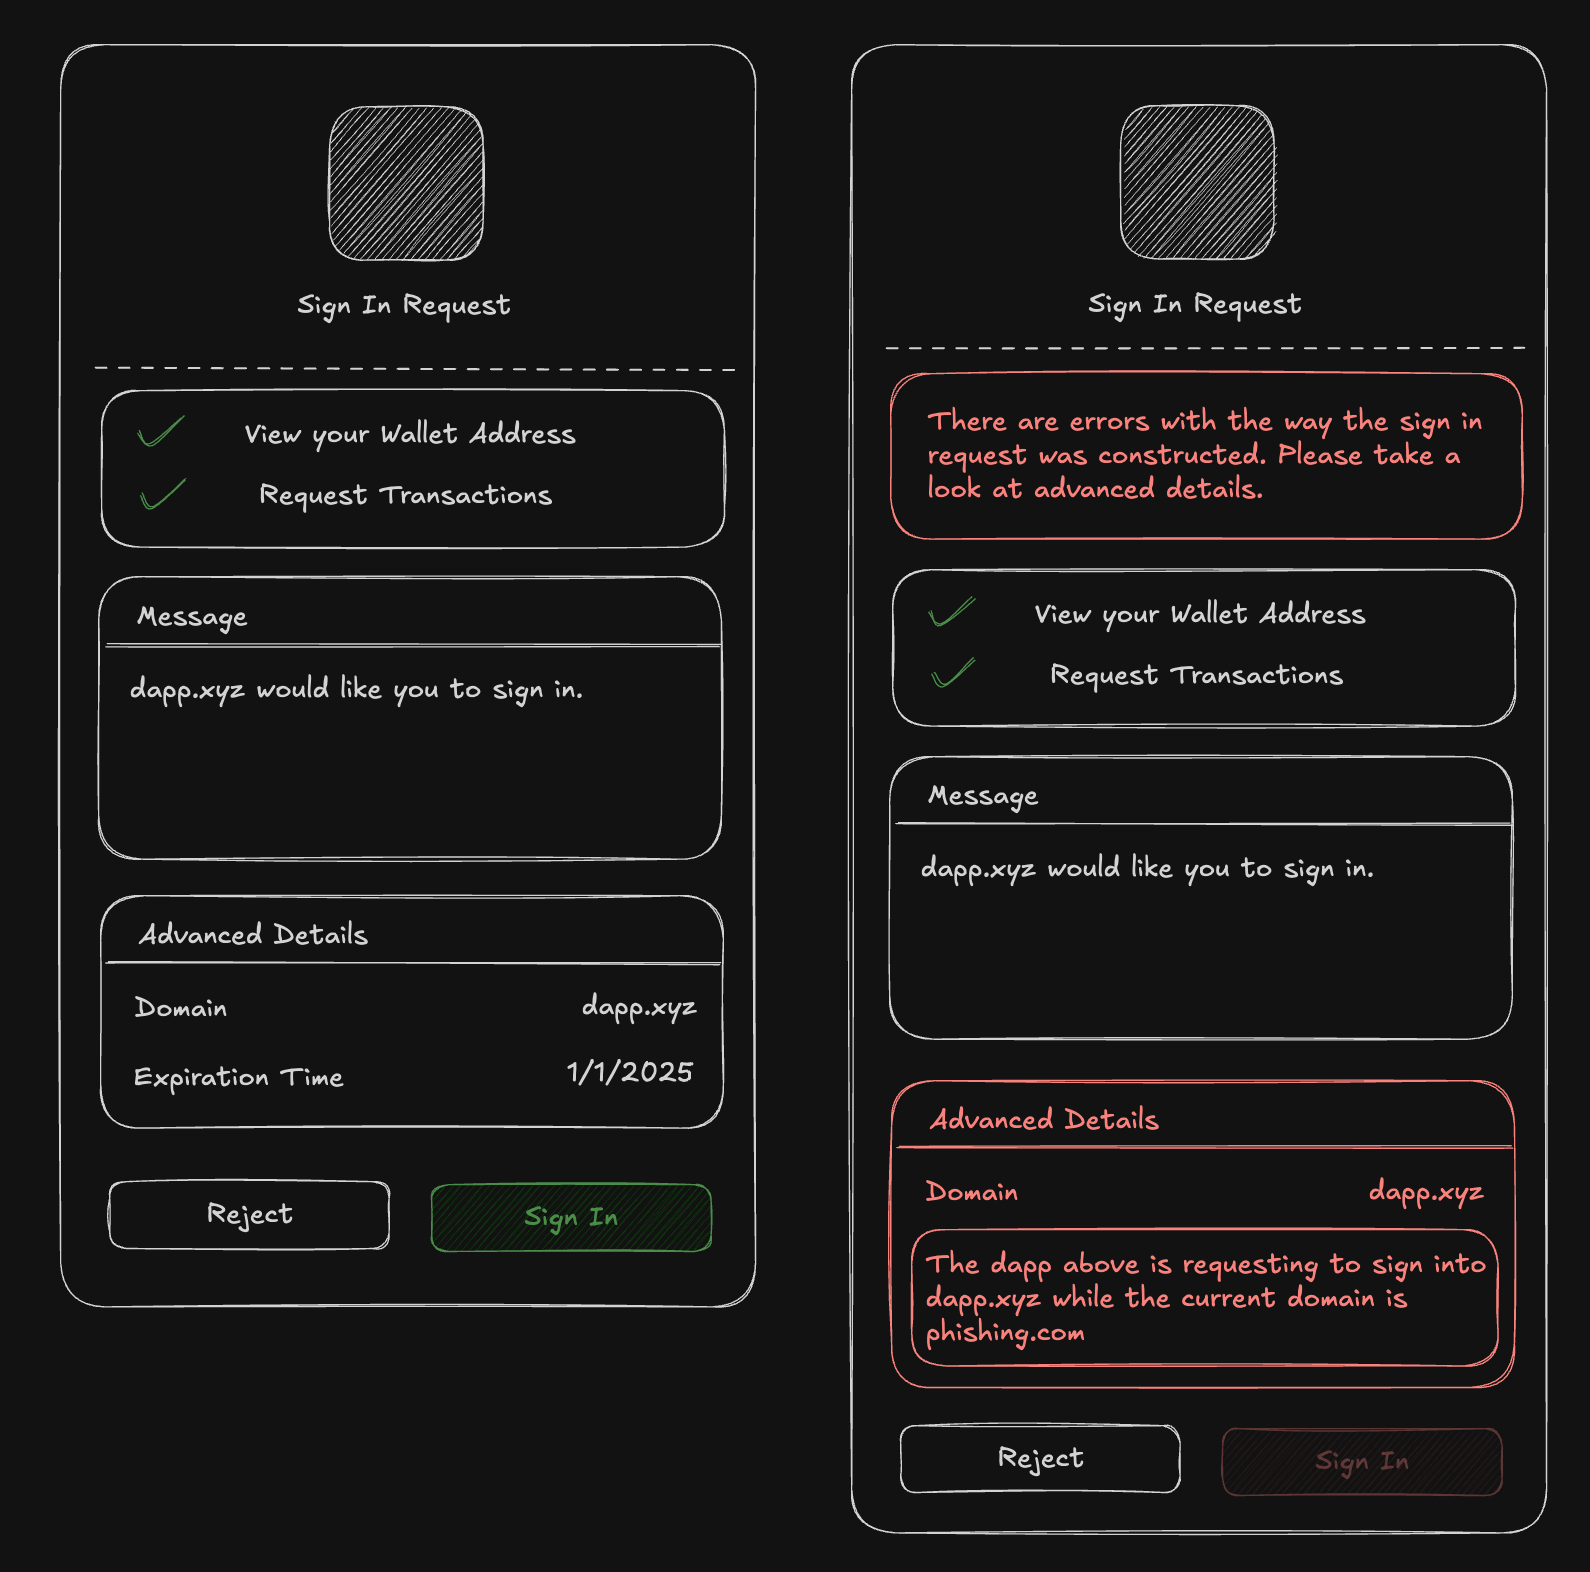 Sign In Request
View your Wallet Address
Request Transactions
Message
dapp.xyz would like you to sign in.
Advanced Details
Domain dapp.xyz
Expiration Time 1/1/2025
Reject Sign In
Sign In Request
There are errors with the way the sign in
request was constructed. Please take a
look at advanced details.
View your Wallet Address
Request Transactions
Message
dapp.xyz would like you to sign in.
Advanced Details
Domain dapp.xyz
The dapp above is requesting to sign into
dapp.xyz while the current domain is
phishing.com
Reject Sign In